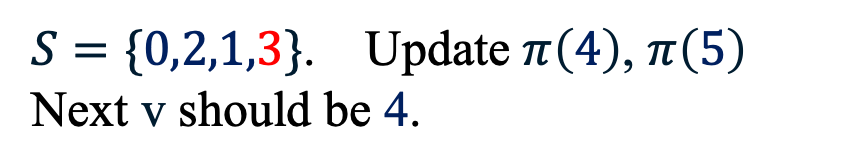 S = {0,2,1,3}. Update π(4), π(5)
Next v should be 4.